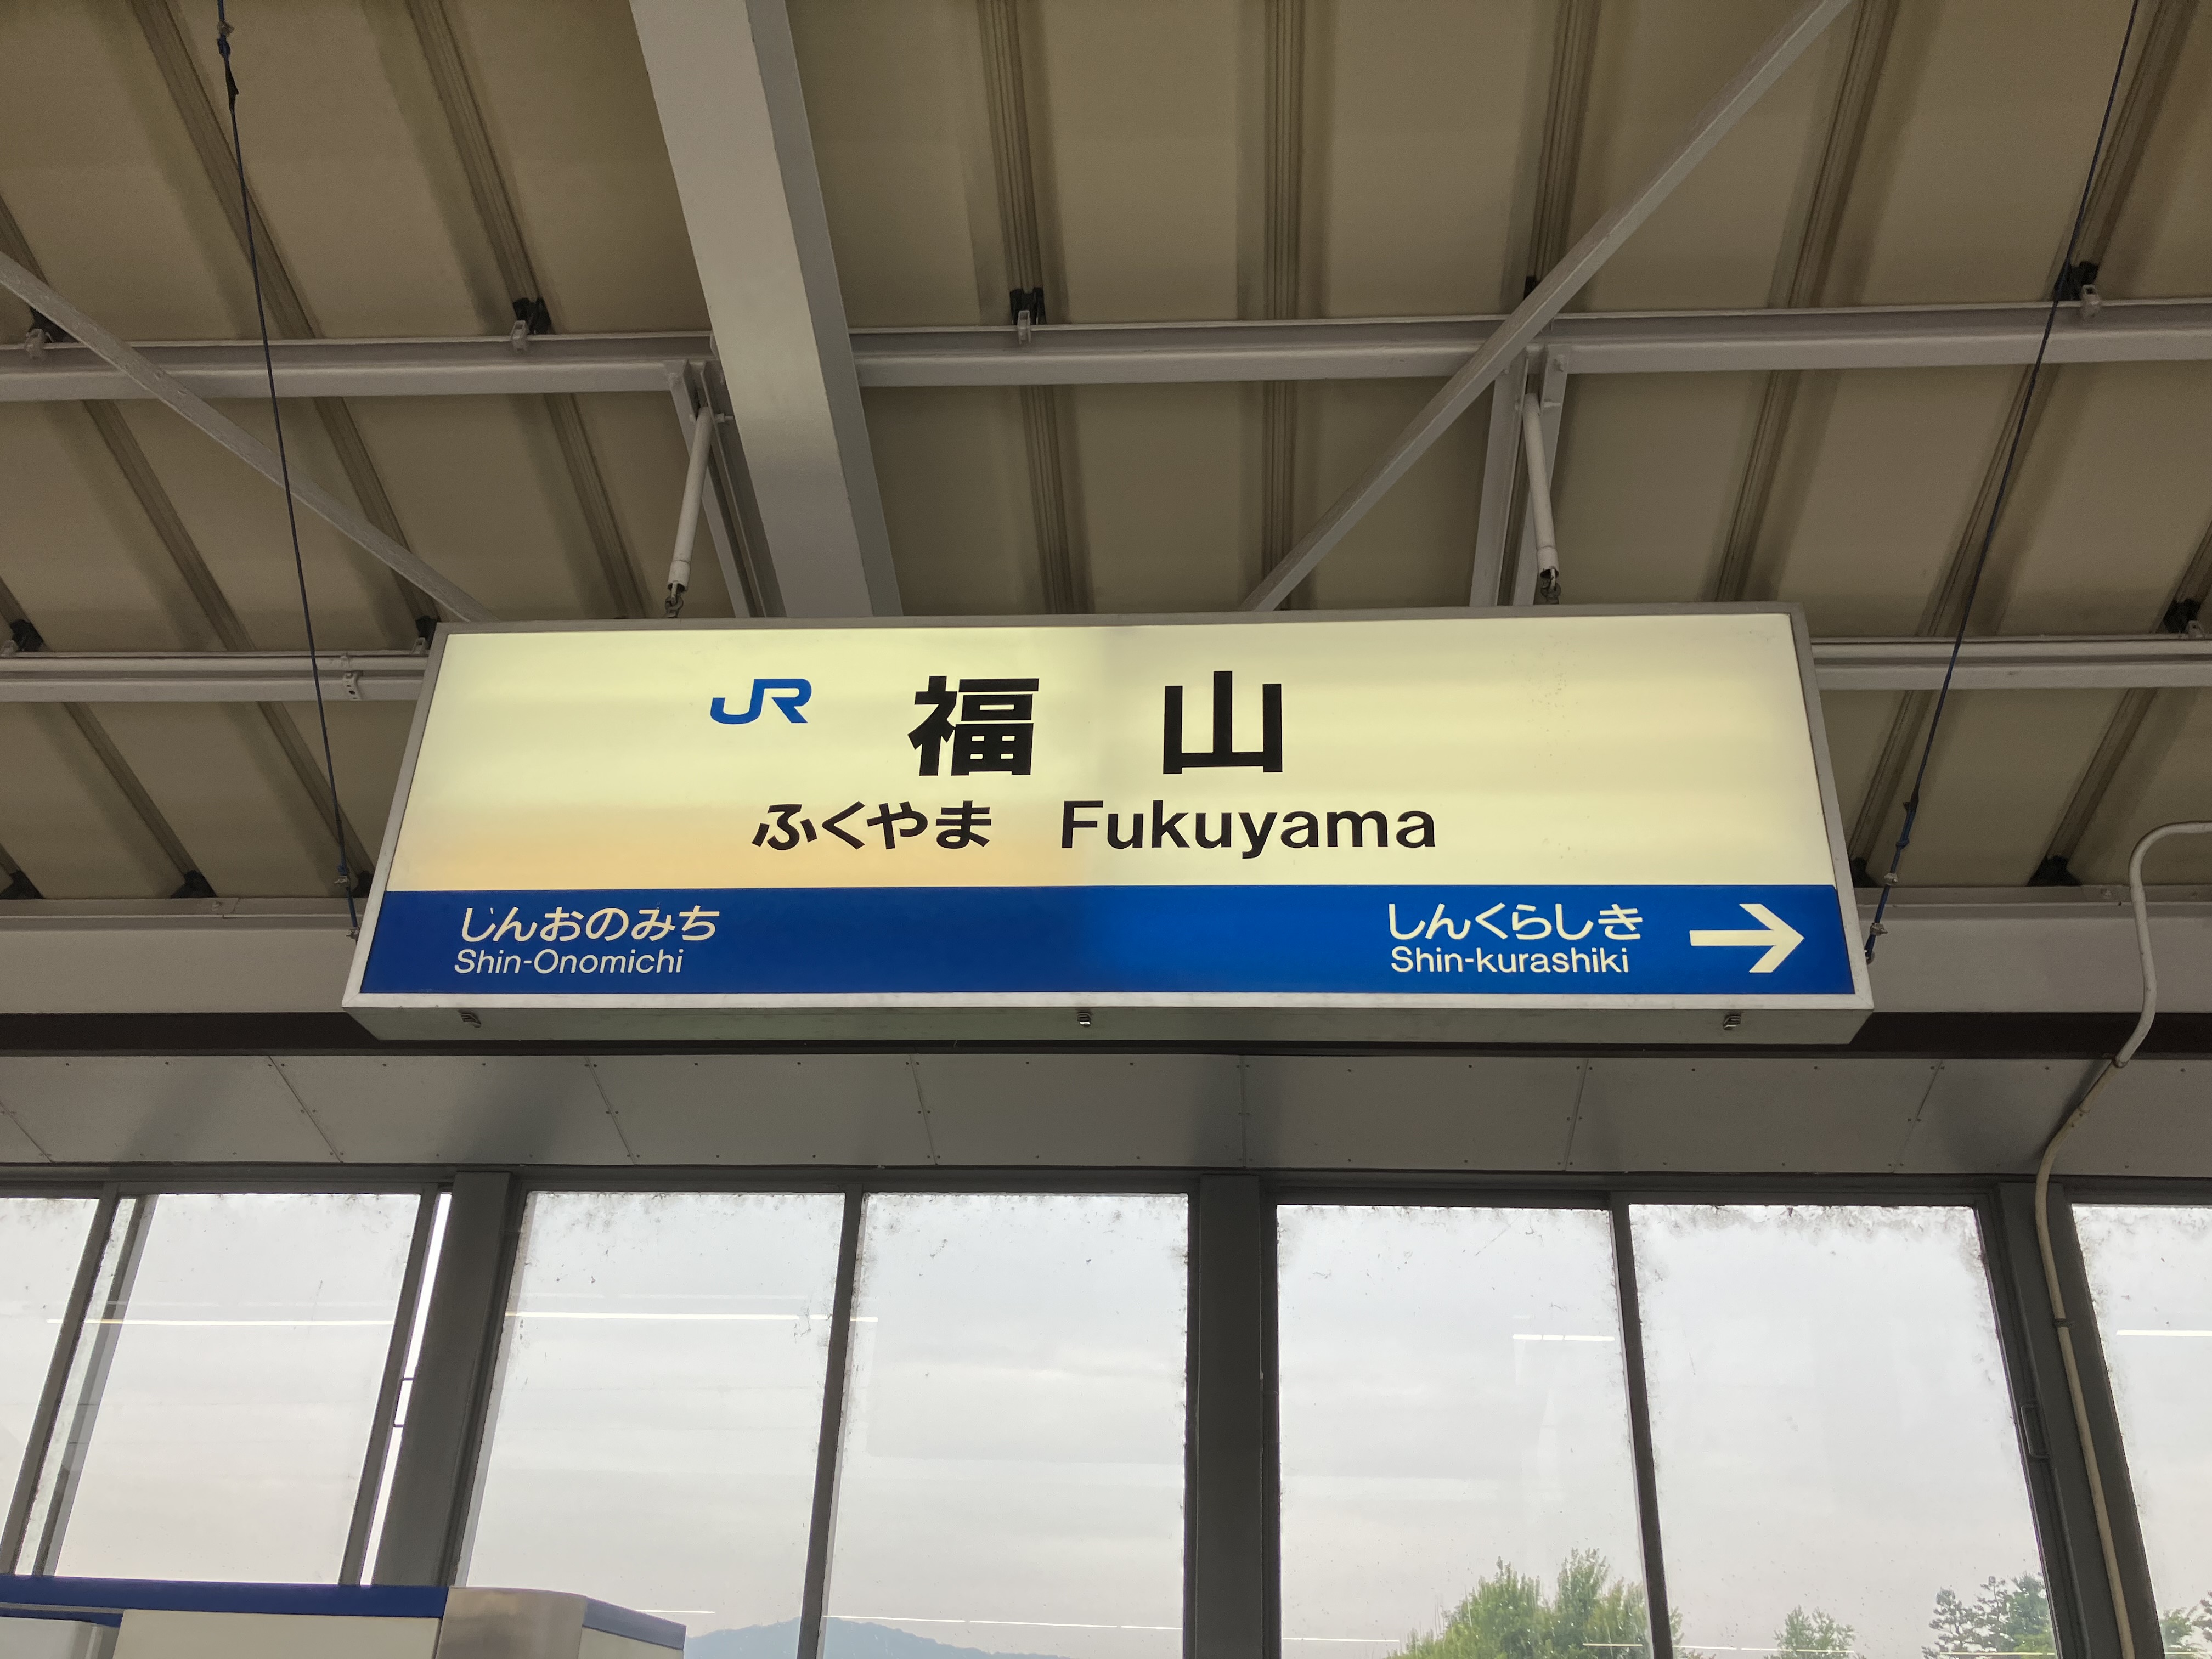 JR 福山
ふくやま Fukuyama
しんおのみち しんくらしき →
Shin-Onomichi Shin-kurashiki